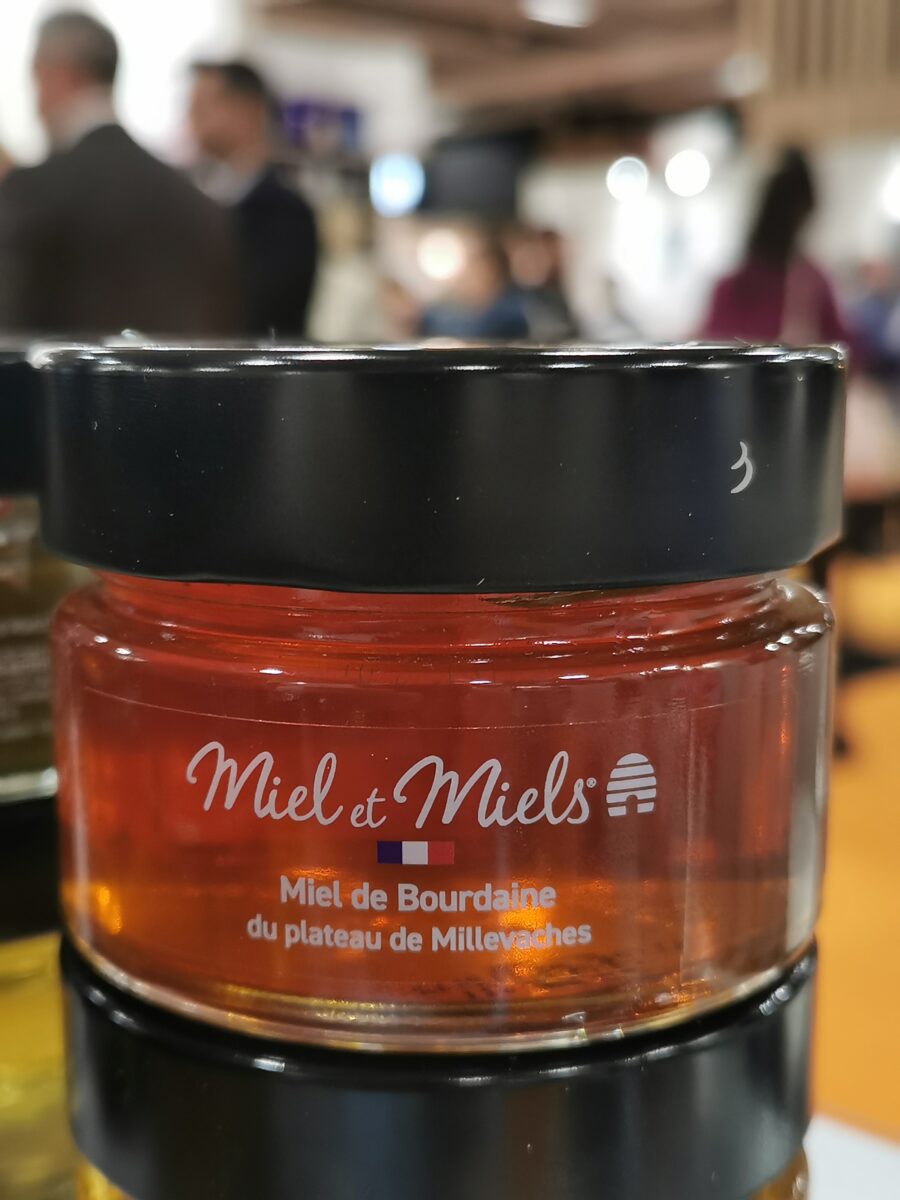 Miel et Miels®
Miel de Bourdaine
du plateau de Millevaches